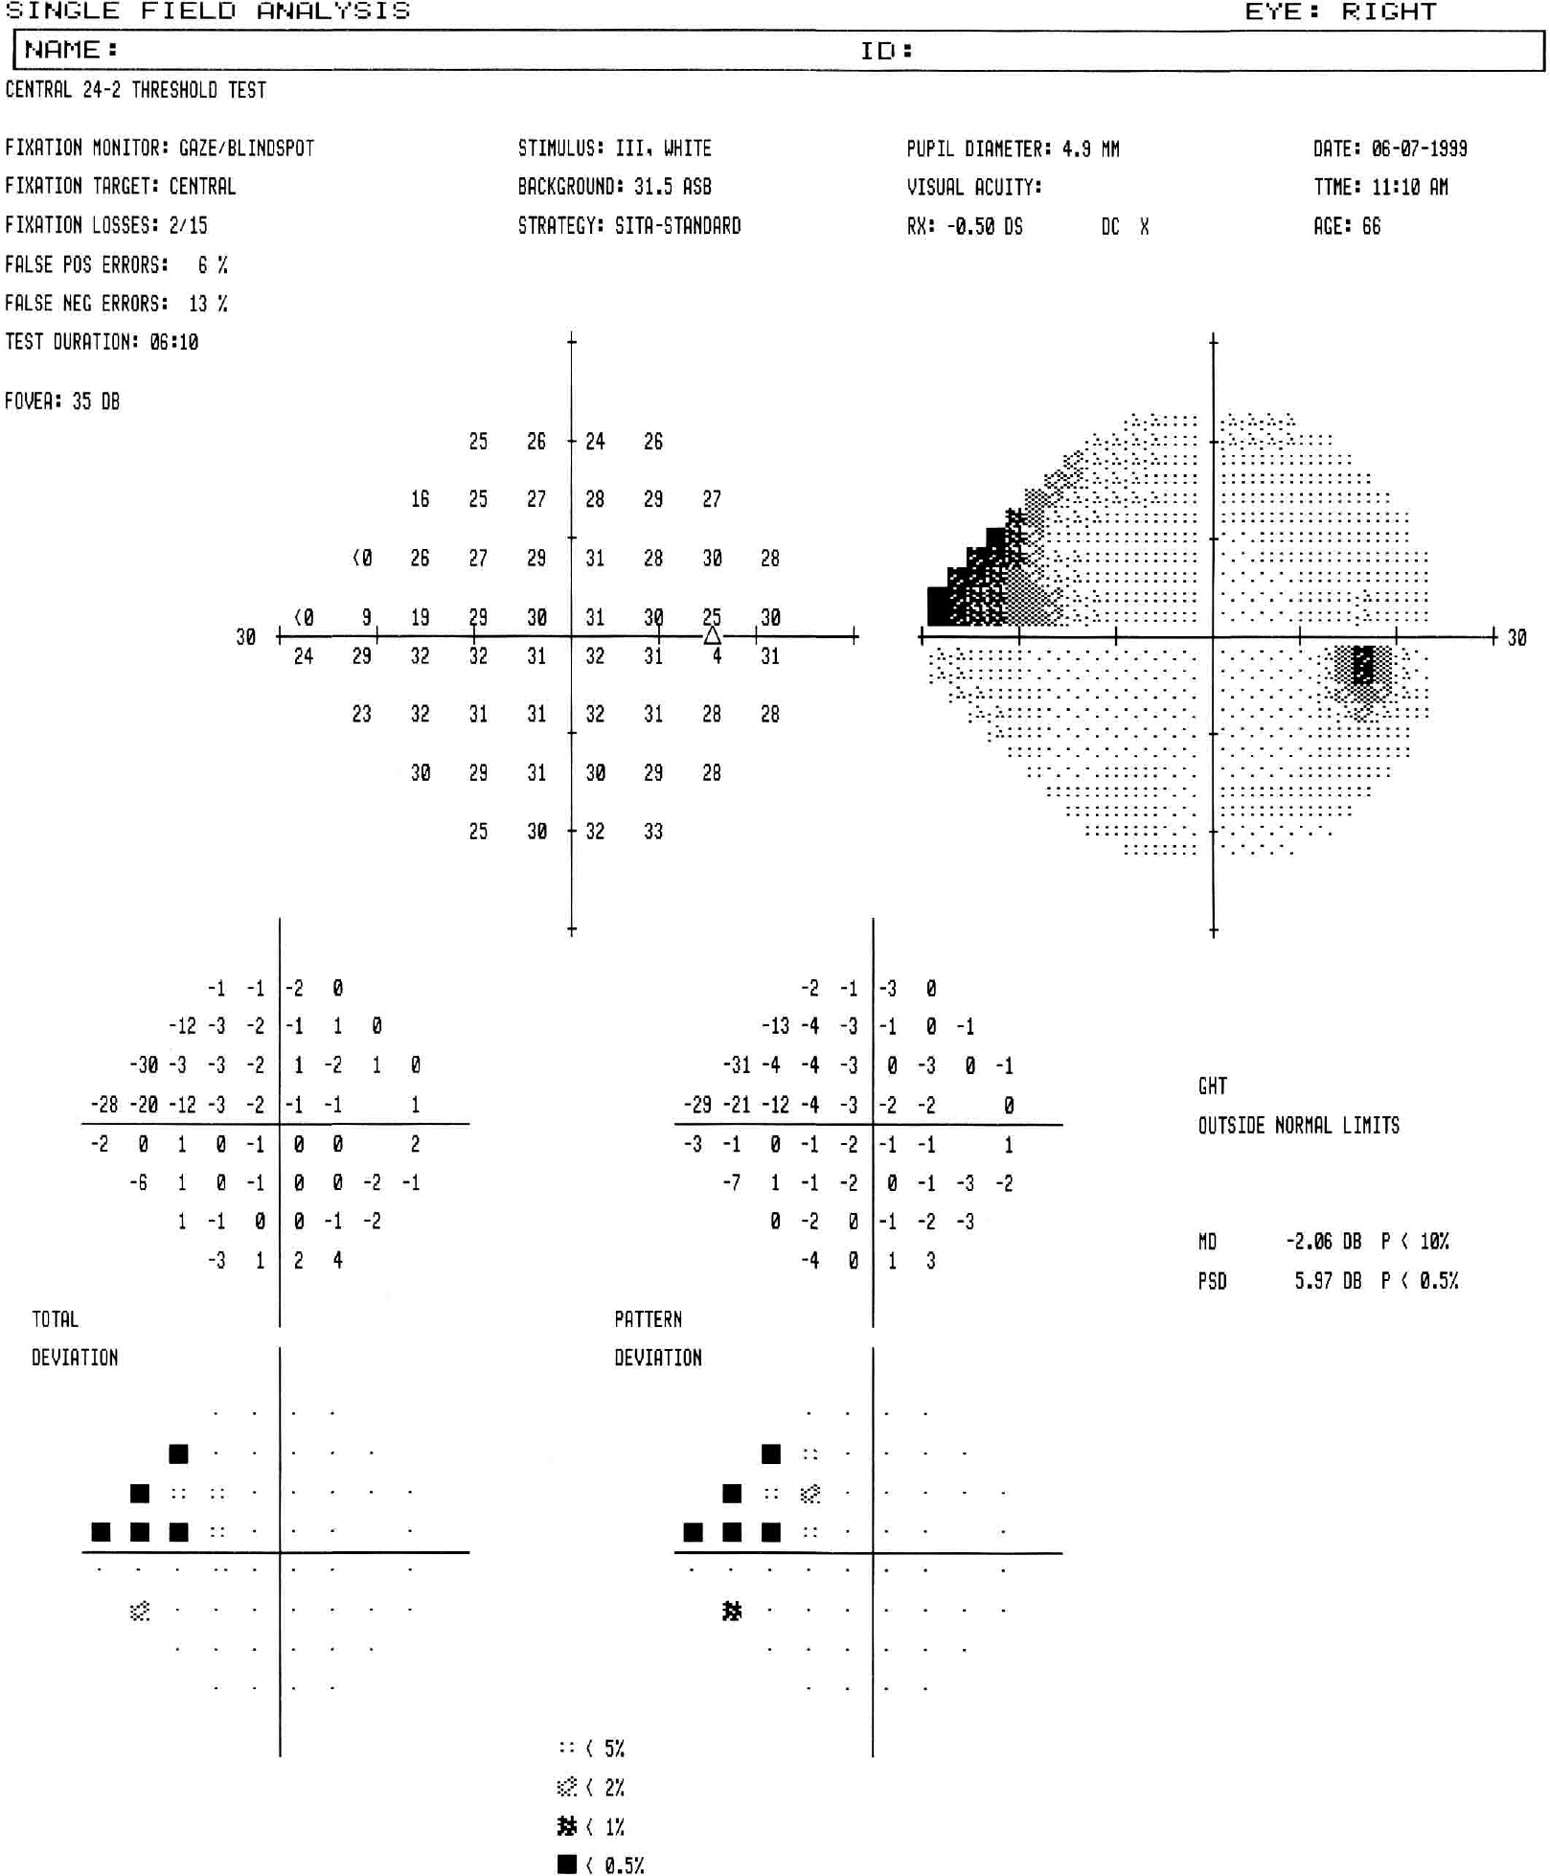 SINGLE FIELD ANALYSIS EYE: RIGHT
NAME: ID:
CENTRAL 24-2 THRESHOLD TEST
FIXATION MONITOR: GAZE/BLINDSPOT STIMULUS: III, WHITE PUPIL DIAMETER: 4.9 MM DATE: 06-07-1999
FIXATION TARGET: CENTRAL BACKGROUND: 31.5 ASB VISUAL ACUITY: TTME: 11:10 AM
FIXATION LOSSES: 2/15 STRATEGY: SITA-STANDARD RX: -0.50 DS DC X AGE: 66
FALSE POS ERRORS: 6 %
FALSE NEG ERRORS: 13 %
TEST DURATION: 06:10
FOVEA: 35 DB
25 26 24 26
16 25 27 28 29 27
<0 26 27 29 31 28 30 28
<0 9 19 29 30 31 30 25 30
30 30
24 29 32 32 31 32 31 4 31
23 32 31 31 32 31 28 28
30 29 31 30 29 28
25 30 32 33
-1 -1 -2 0 -2 -1 -3 0
-12 -3 -2 -1 1 0 -13 -4 -3 -1 0 -1
-30 -3 -3 -2 1 -2 1 0 -31 -4 -4 -3 0 -3 0 -1
-28 -20 -12 -3 -2 -1 -1 1 -29 -21 -12 -4 -3 -2 -2 0
-2 0 1 0 -1 0 0 2 -3 -1 0 -1 -2 -1 -1 1
-6 1 0 -1 0 0 -2 -1 -7 1 -1 -2 0 -1 -3 -2
1 -1 0 0 -1 -2 0 -2 0 -1 -2 -3
-3 1 2 4 -4 0 1 3
GHT
OUTSIDE NORMAL LIMITS
MD -2.06 DB P < 10%
PSD 5.97 DB P < 0.5%
TOTAL
DEVIATION
PATTERN
DEVIATION
< 5%
< 2%
< 1%
< 0.5%